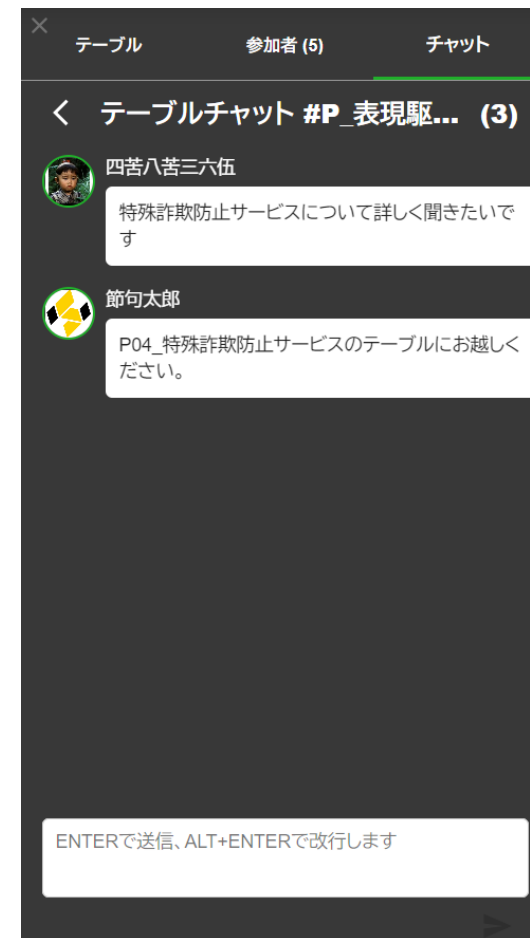 テーブル 参加者 (5) チャット
テーブルチャット #P_表現駆... (3)
四苦八苦三六伍
特殊詐欺防止サービスについて詳しく聞きたいで
す
節句太郎
P04_特殊詐欺防止サービスのテーブルにお越しく
ださい。
ENTERで送信、ALT+ENTERで改行します